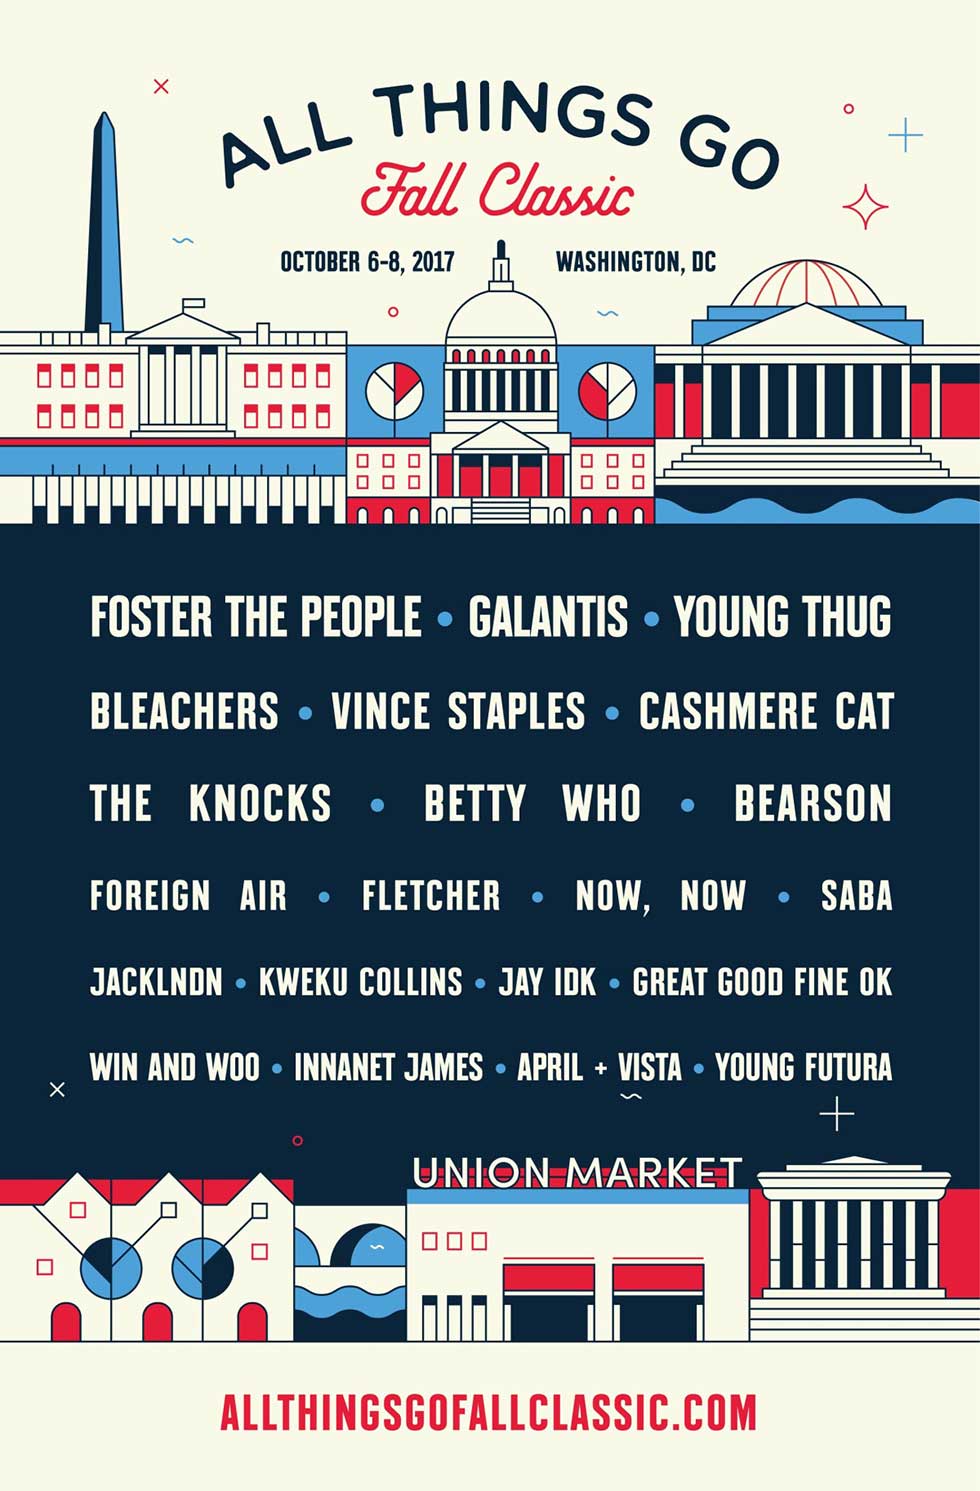 ALL THINGS GO
Fall Classic
OCTOBER 6-8, 2017 WASHINGTON, DC
FOSTER THE PEOPLE • GALANTIS • YOUNG THUG
BLEACHERS • VINCE STAPLES • CASHMERE CAT
THE KNOCKS • BETTY WHO • BEARSON
FOREIGN AIR • FLETCHER • NOW, NOW • SABA
JACKLNDN • KWEKU COLLINS • JAY IDK • GREAT GOOD FINE OK
WIN AND WOO • INNANET JAMES • APRIL + VISTA • YOUNG FUTURA
UNION MARKET
ALLTHINGSGOFALLCLASSIC.COM